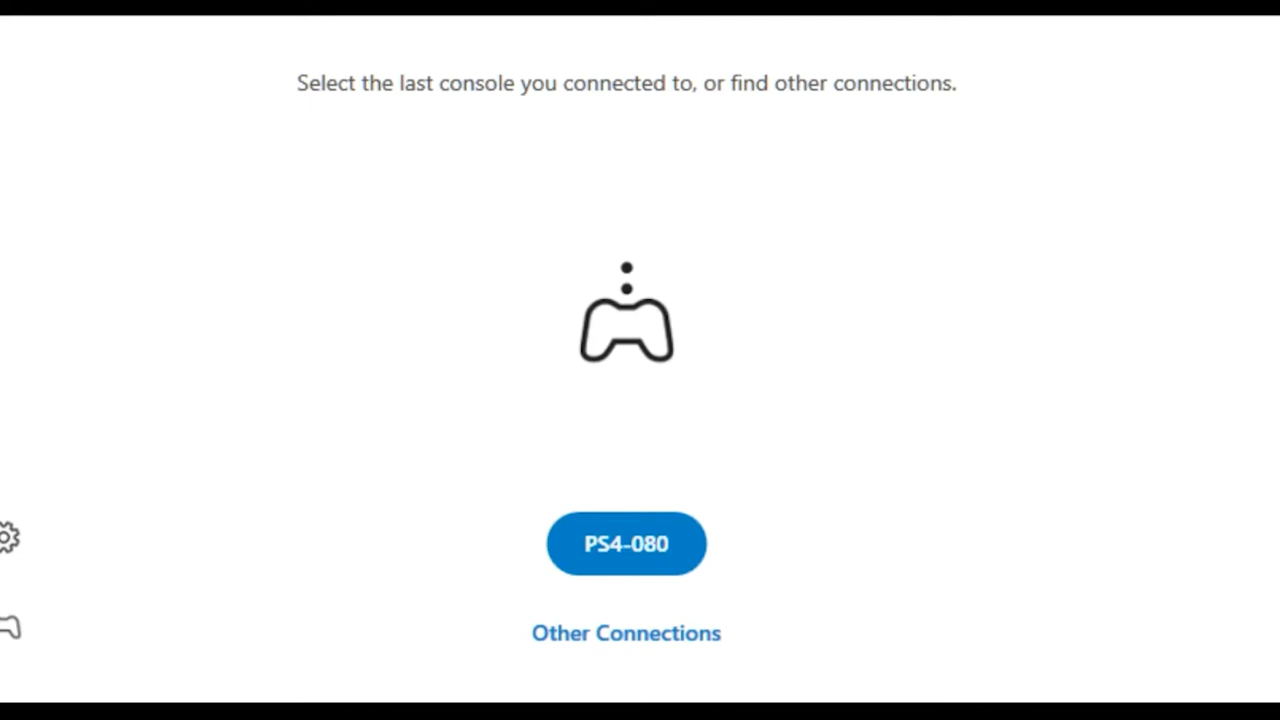 Select the last console you connected to, or find other connections.
PS4-080
Other Connections